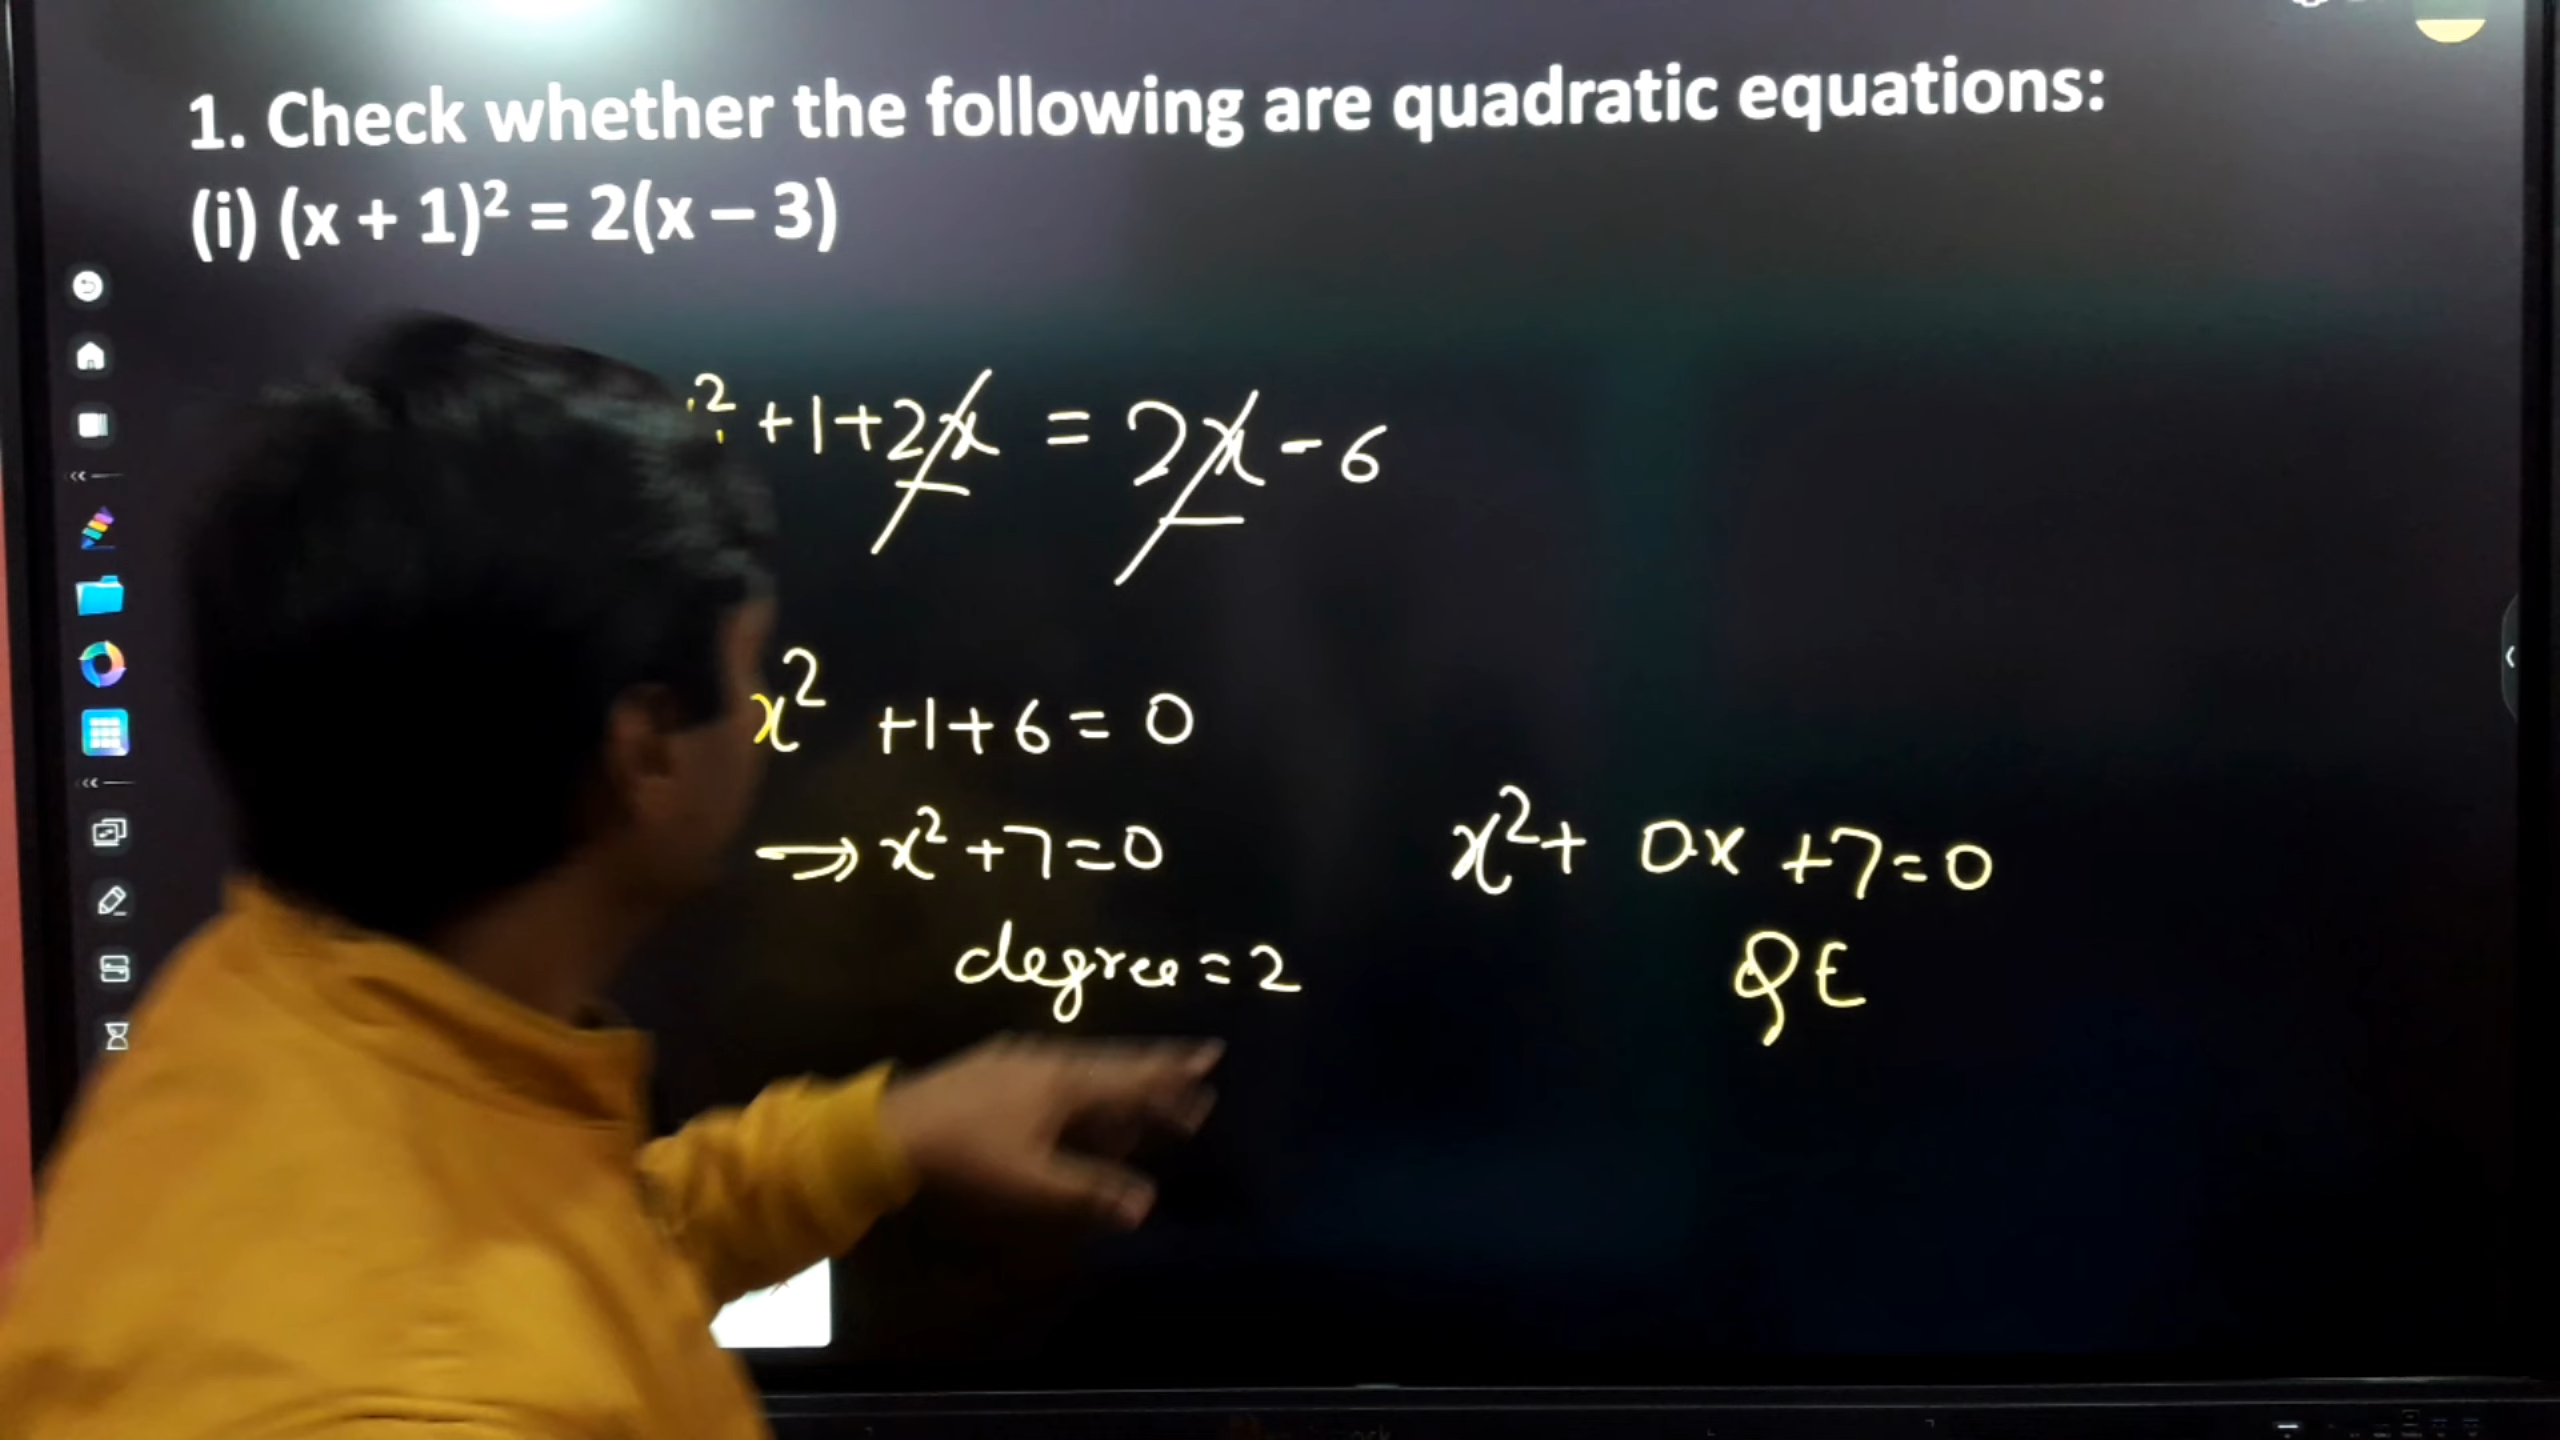 1. Check whether the following are quadratic equations:
(i) (x + 1)² = 2(x – 3)
² +1+2x = 2x - 6
x² +1+6=0
⇒ x²+7=0
x²+ 0x +7=0
degree=2
QE